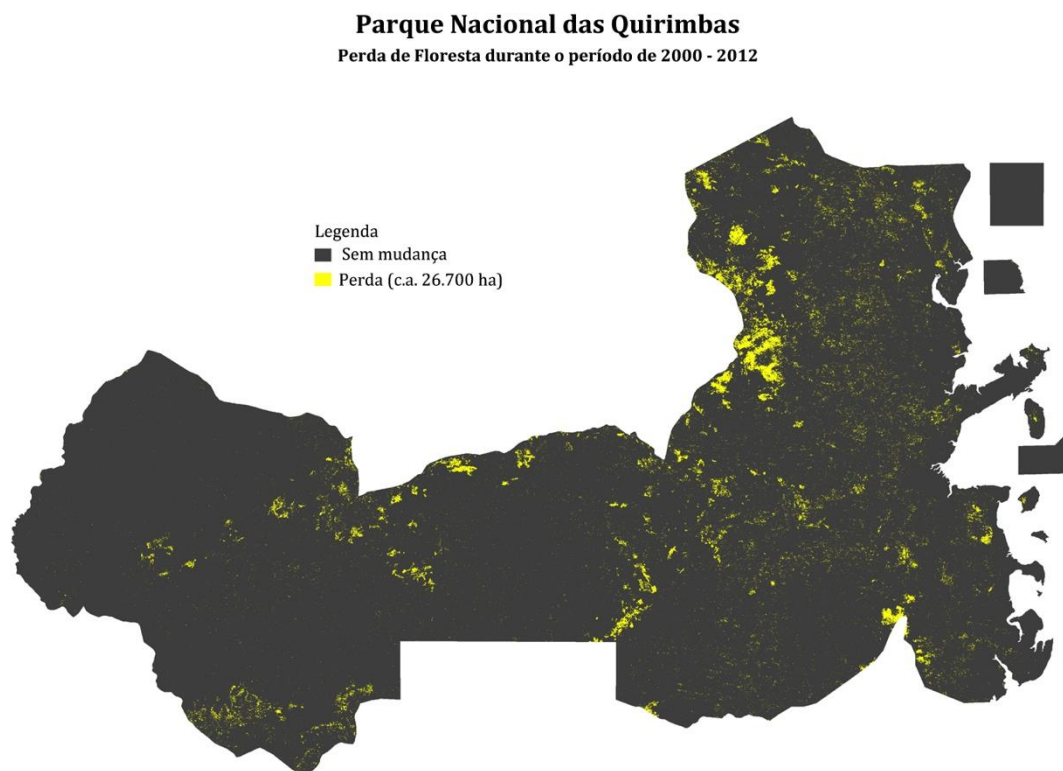 Parque Nacional das Quirimbas
Perda de Floresta durante o período de 2000 - 2012
Legenda
Sem mudança
Perda (c.a. 26.700 ha)